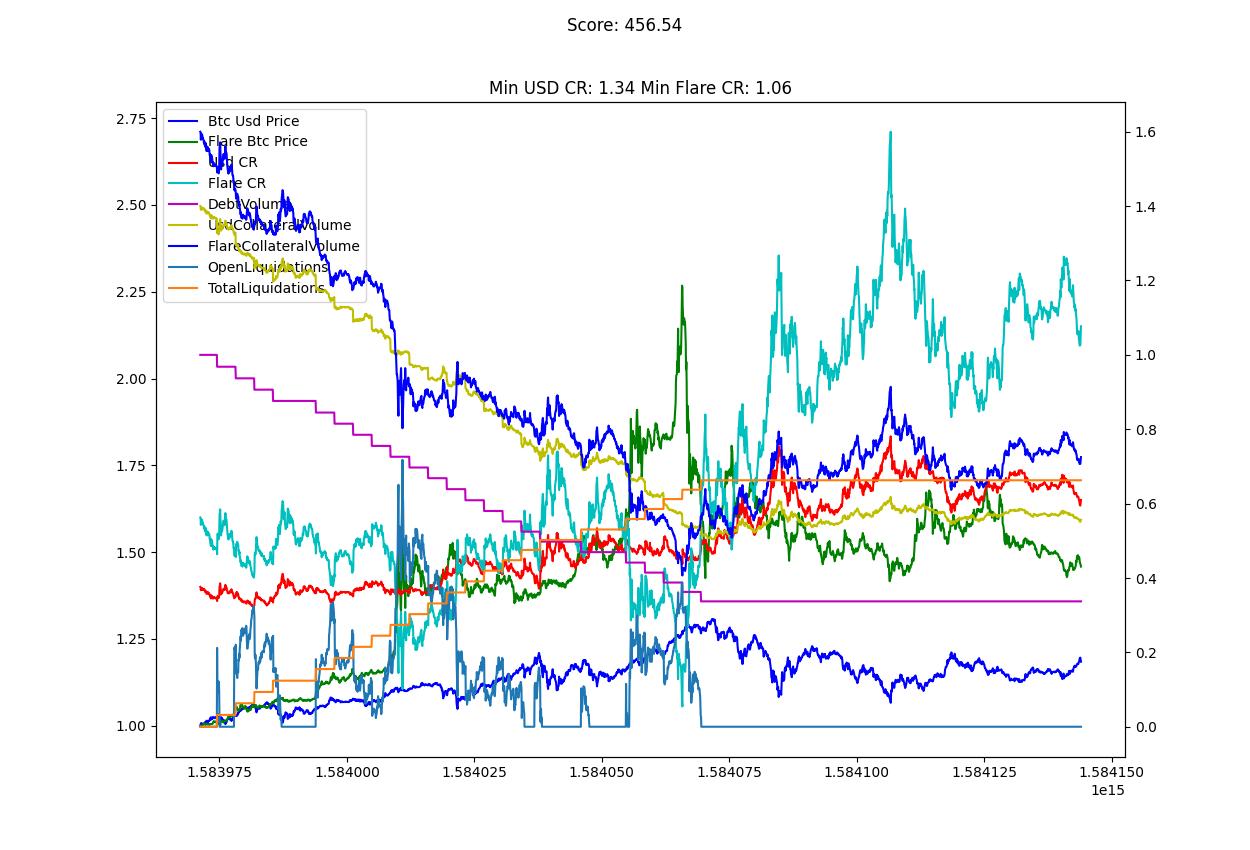 Score: 456.54
Min USD CR: 1.34 Min Flare CR: 1.06
Btc Usd Price
Flare Btc Price
Usd CR
Flare CR
DebtVolume
UsdCollateralVolume
FlareCollateralVolume
OpenLiquidations
TotalLiquidations
2.75
2.50
2.25
2.00
1.75
1.50
1.25
1.00
1.6
1.4
1.2
1.0
0.8
0.6
0.4
0.2
0.0
1.583975 1.584000 1.584025 1.584050 1.584075 1.584100 1.584125 1.584150
1e15